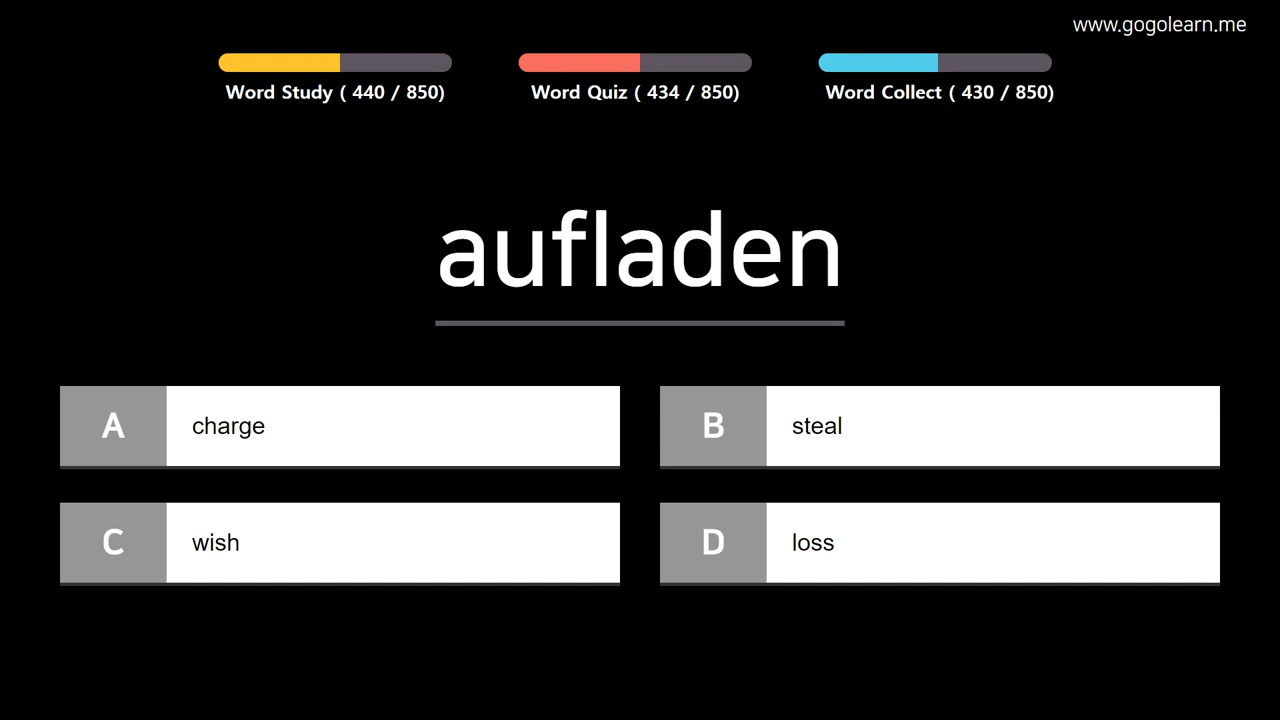 www.gogolearn.me
Word Study ( 440 / 850)
Word Quiz ( 434 / 850)
Word Collect ( 430 / 850)
aufladen
A charge
B steal
C wish
D loss